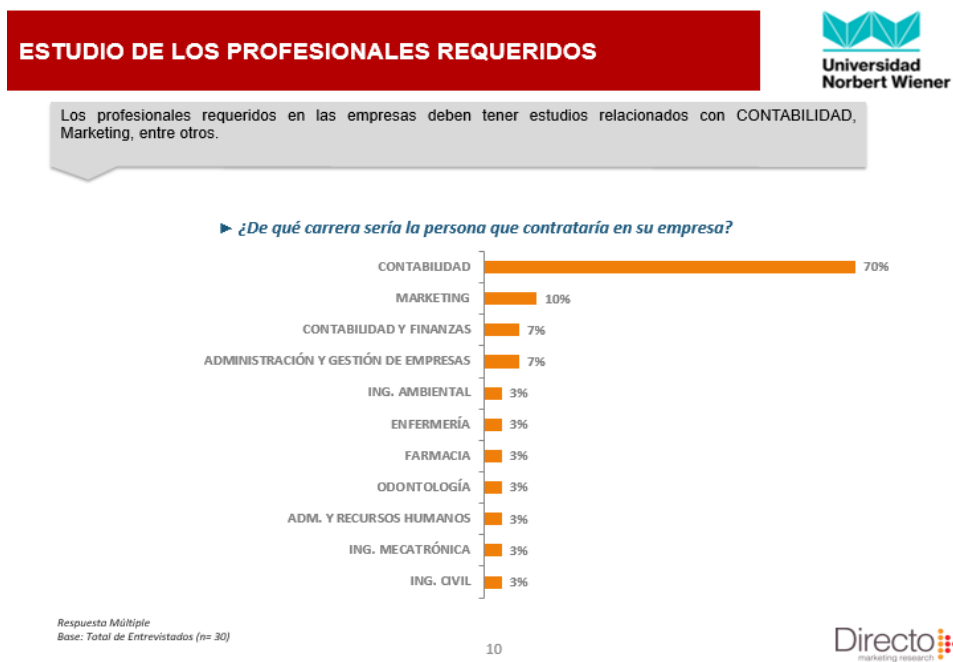 ESTUDIO DE LOS PROFESIONALES REQUERIDOS
Universidad
Norbert Wiener
Los profesionales requeridos en las empresas deben tener estudios relacionados con CONTABILIDAD,
Marketing, entre otros.
► ¿De qué carrera sería la persona que contrataría en su empresa?
CONTABILIDAD 70%
MARKETING 10%
CONTABILIDAD Y FINANZAS 7%
ADMINISTRACIÓN Y GESTIÓN DE EMPRESAS 7%
ING. AMBIENTAL 3%
ENFERMERÍA 3%
FARMACIA 3%
ODONTOLOGÍA 3%
ADM. Y RECURSOS HUMANOS 3%
ING. MECATRÓNICA 3%
ING. CIVIL 3%
Respuesta Múltiple
Base: Total de Entrevistados (n= 30)
10
Directo
marketing research